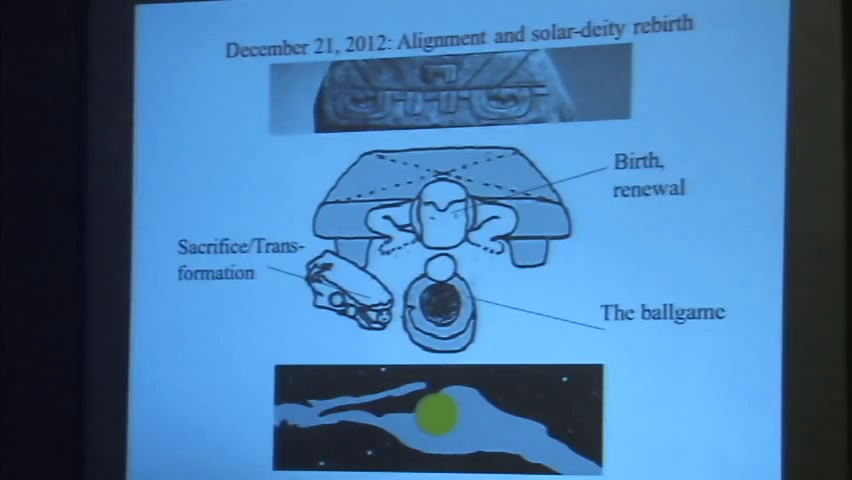 December 21, 2012: Alignment and solar-deity rebirth
Birth,
renewal
Sacrifice/Trans-
formation
The ballgame